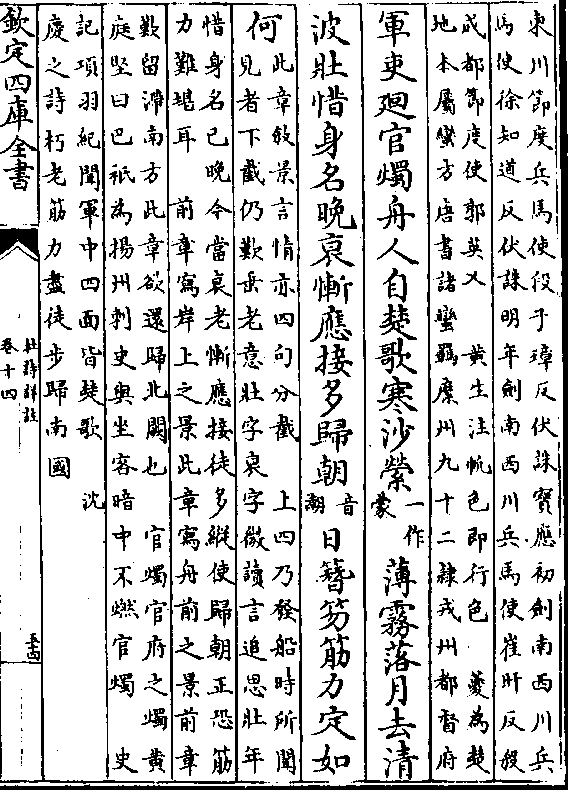 東川節度兵馬使段子璋反伏誅寳應初劍南西川兵
馬使徐知道反伏誅明年劍南西川兵馬使崔旰反殺
成都節度使郭英乂 黄生注帆色即行色 夔為楚
地本屬蠻方唐書諸蠻羈縻州九十二隸戎州都督府
軍吏廻官燭舟人自楚歌寒沙縈一作蒙薄霧落月去清
波壯惜身名晚衰慚應接多歸朝音潮日簪笏筋力定如
何此章叙景言情亦四句分截 上四乃發船時所聞
見者下截仍歎衰老意壯字衰字微讀言追思壯年
惜身名已晚今當衰老慚應接徒多縱使歸朝正恐筋
力難堪耳 前章寫岸上之景此章寫舟前之景前章
歎留滯南方此章欲還歸北闕也 官燭官府之燭黄
庭堅曰巴祇為揚州刺史與坐客暗中不燃官燭 史
記項羽紀聞軍中四面皆楚歌 沈
庾之詩朽老筋力盡徒步歸南國
欽定四庫全書
杜詩詳註
卷十四